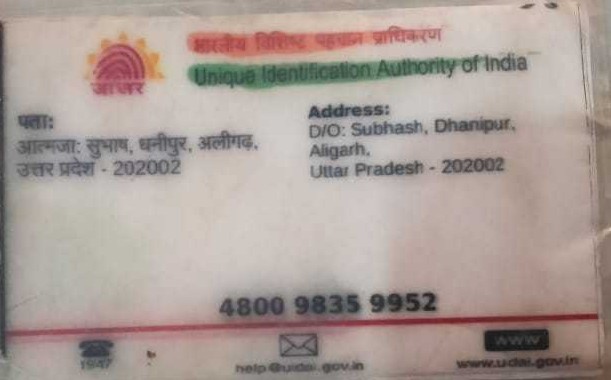 भारतीय विशिष्ट पहचान प्राधिकरण
Unique Identification Authority of India
आधार
पता:
आत्मजा: सुभाष, धनीपुर, अलीगढ़,
उत्तर प्रदेश - 202002
Address:
D/O: Subhash, Dhanipur,
Aligarh,
Uttar Pradesh - 202002
4800 9835 9952
1947
help@uidai.gov.in
www
www.uidai.gov.in